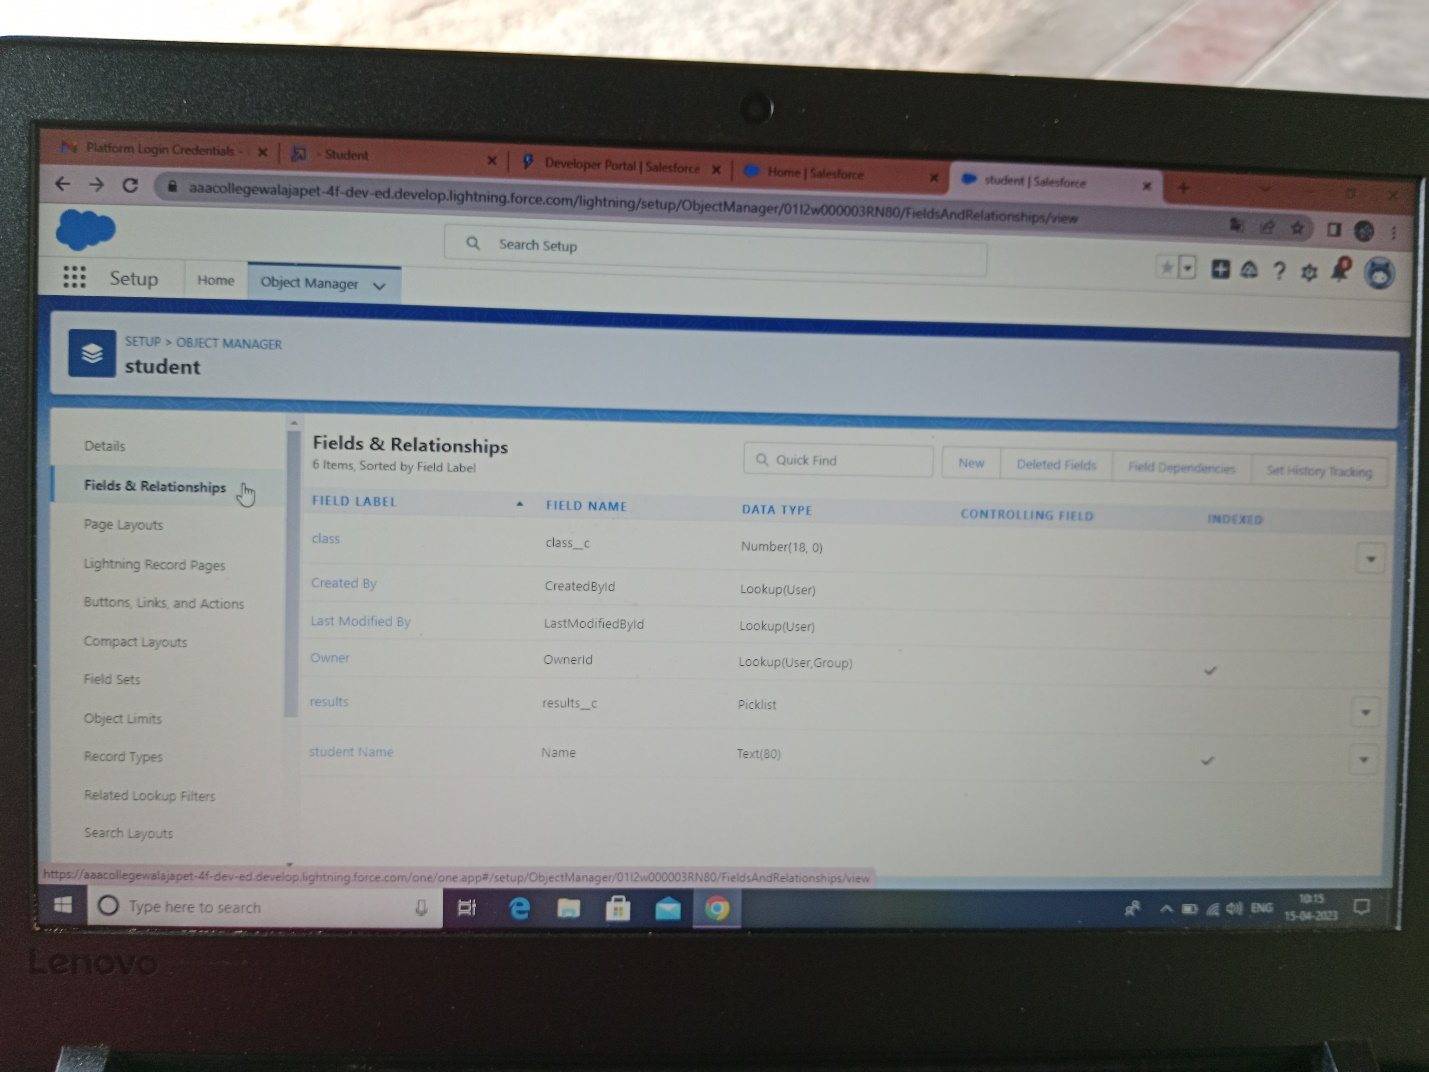 Platform Login Credentials -
- Student
Developer Portal | Salesforce
Home | Salesforce
student | Salesforce
aaacollegewalajapet-4f-dev-ed.develop.lightning.force.com/lightning/setup/ObjectManager/01I2w000003RN80/FieldsAndRelationships/view
Search Setup
Setup
Home
Object Manager
SETUP > OBJECT MANAGER
student
Details
Fields & Relationships
Page Layouts
Lightning Record Pages
Buttons, Links, and Actions
Compact Layouts
Field Sets
Object Limits
Record Types
Related Lookup Filters
Search Layouts
Fields & Relationships
6 Items, Sorted by Field Label
Quick Find
New
Deleted Fields
Field Dependencies
Set History Tracking
FIELD LABEL FIELD NAME DATA TYPE CONTROLLING FIELD INDEXED
class class__c Number(18, 0)
Created By CreatedById Lookup(User)
Last Modified By LastModifiedById Lookup(User)
Owner OwnerId Lookup(User,Group)
results results__c Picklist
student Name Name Text(80)
https://aaacollegewalajapet-4f-dev-ed.develop.lightning.force.com/one/one.app#/setup/ObjectManager/01I2w000003RN80/FieldsAndRelationships/view
Type here to search
ENG
10:15
15-04-2023
Lenovo